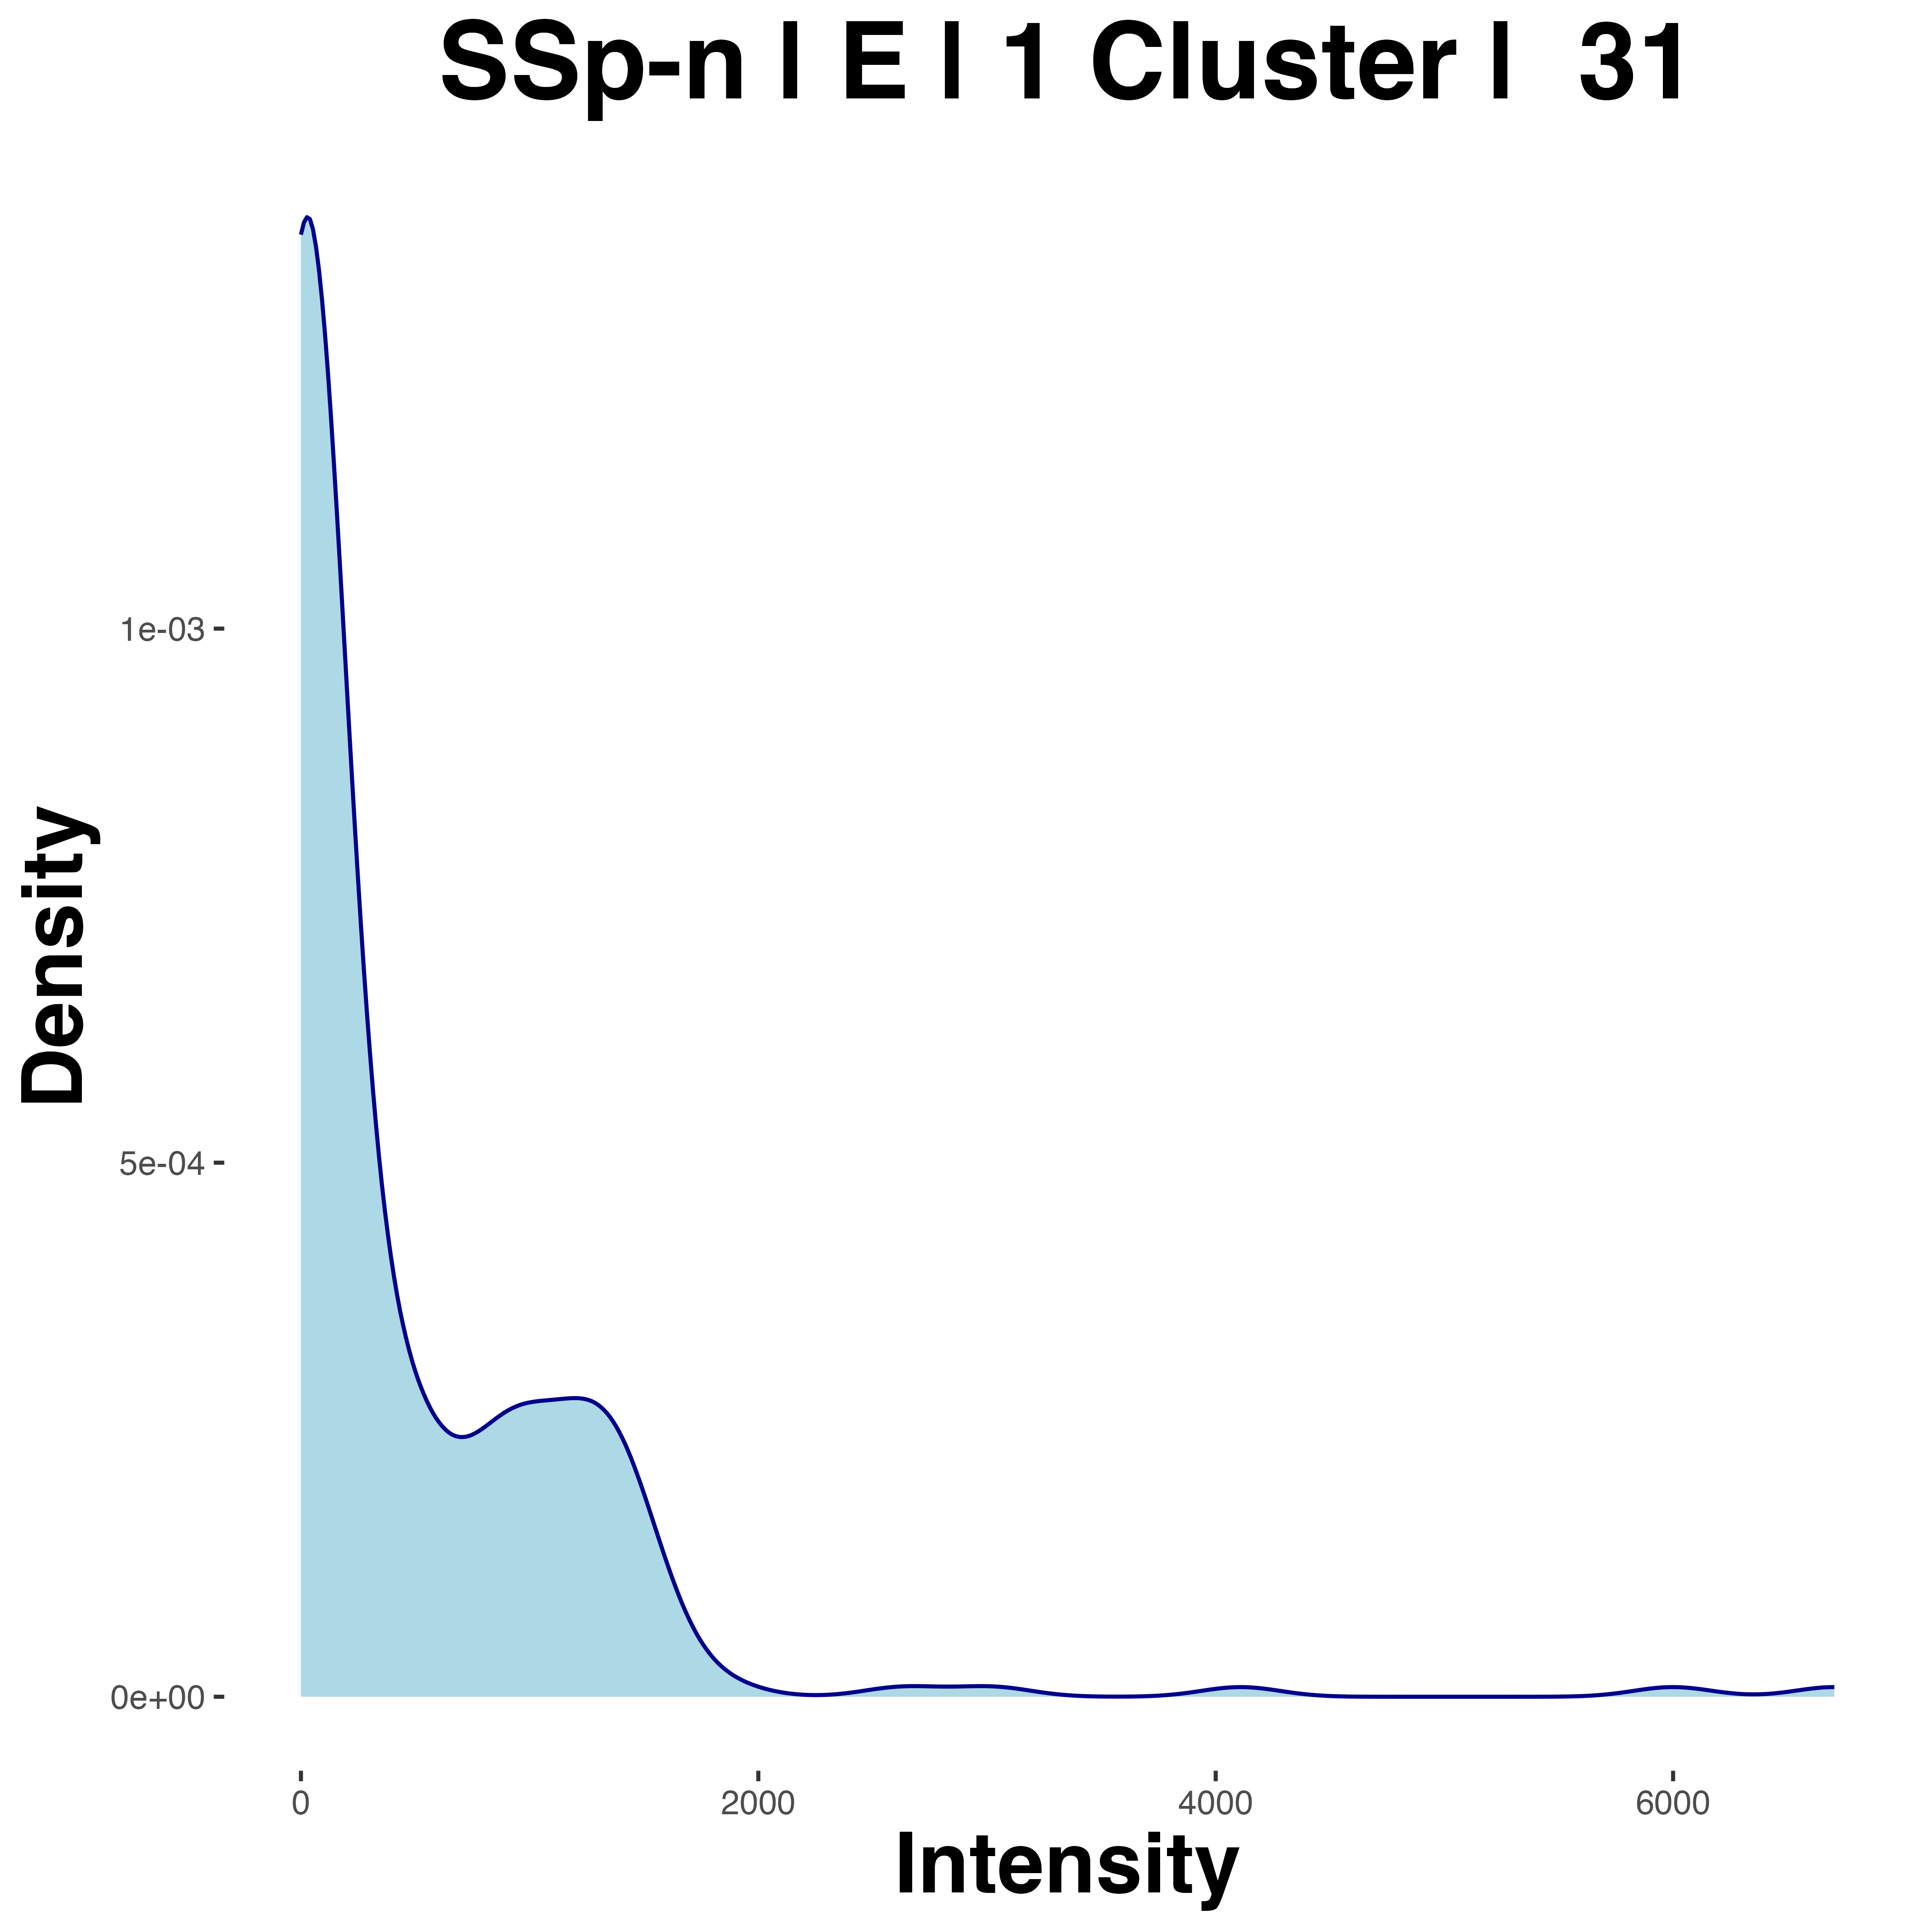 SSp-n | E | 1 Cluster |  31
Density
1e-03
5e-04
0e+00
0
2000
4000
6000
Intensity